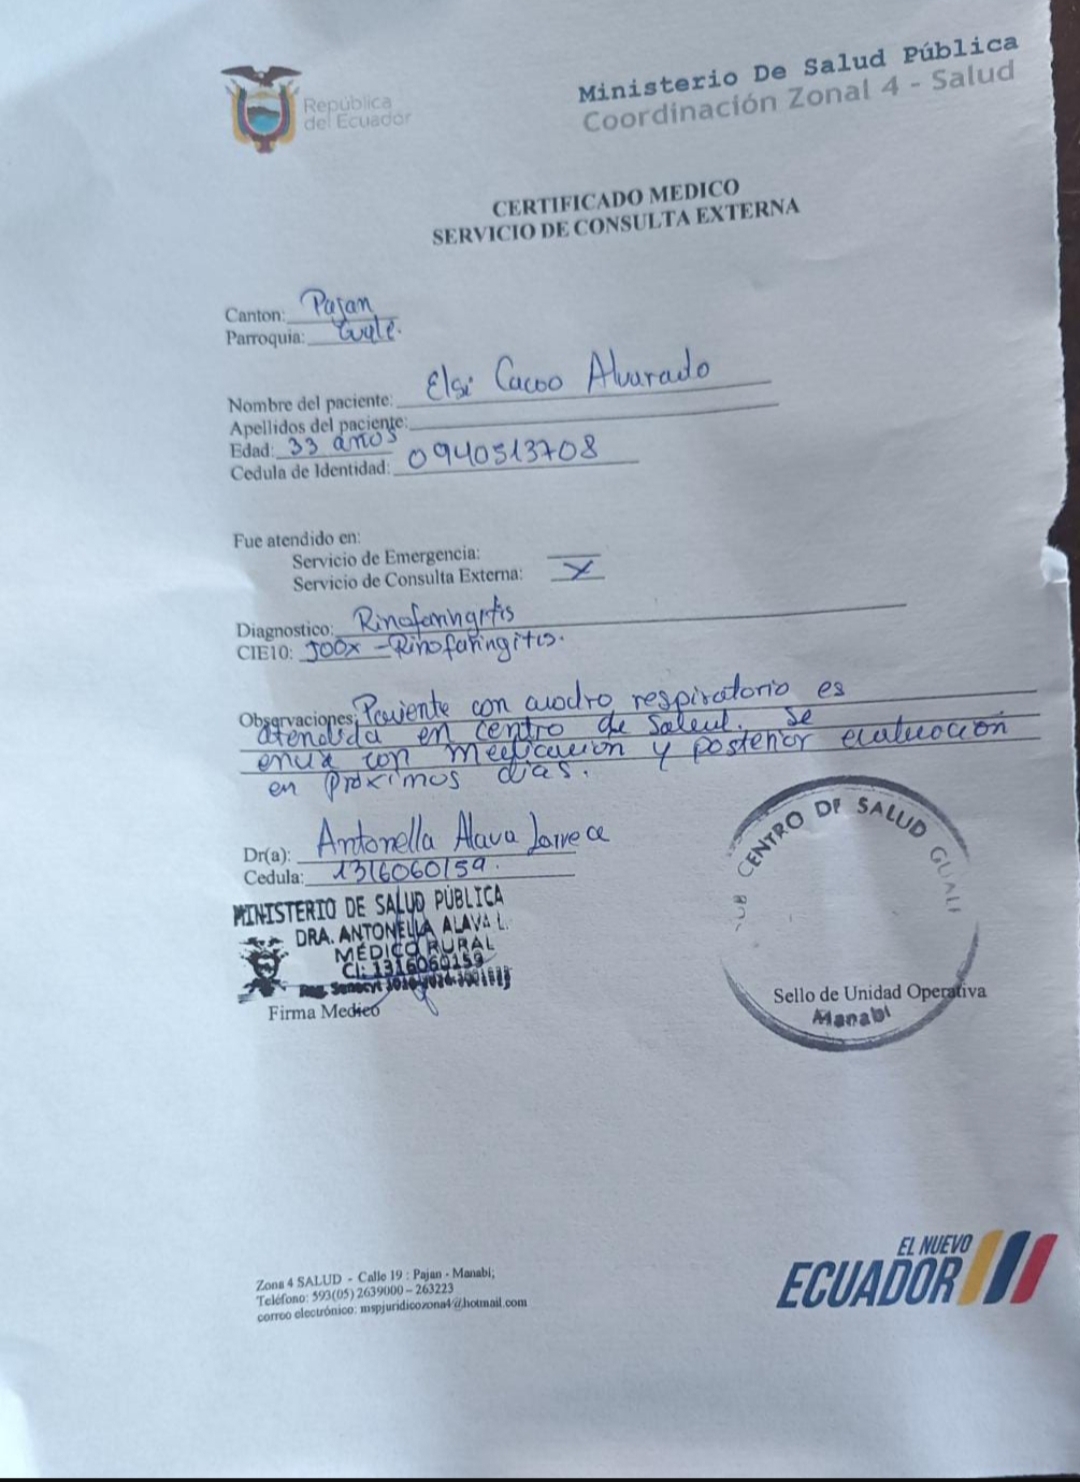 República
del Ecuador
Ministerio De Salud Pública
Coordinación Zonal 4 - Salud
CERTIFICADO MEDICO
SERVICIO DE CONSULTA EXTERNA
Canton: Pajan
Parroquia:
Nombre del paciente: Elsi Cacoo Alvarado
Apellidos del paciente:
Edad: 33 años
Cedula de Identidad: 0940513708
Fue atendido en:
Servicio de Emergencia:
Servicio de Consulta Externa: X
Diagnostico: Rinofaringitis
CIE10: J00X - Rinofaringitis.
Observaciones: Paciente con cuadro respiratorio es
atendida en centro de Salud. Se
envia con medicacion y posterior evaluacion
en próximos dias.
Dr(a): Antonella Alava
Cedula: 1316060159.
MINISTERIO DE SALUD PÚBLICA
DRA. ANTONELLA ALAVA L.
MÉDICO RURAL
CI: 1316060159
Reg. Senescyt
Firma Medico
SUB CENTRO DE SALUD GUALE
Sello de Unidad Operativa
Manabi
Zona 4 SALUD - Calle 19 : Pajan - Manabi;
Teléfono: 593(05) 2639000 – 263223
correo electrónico: mspjuridicozona4@hotmail.com
EL NUEVO
ECUADOR